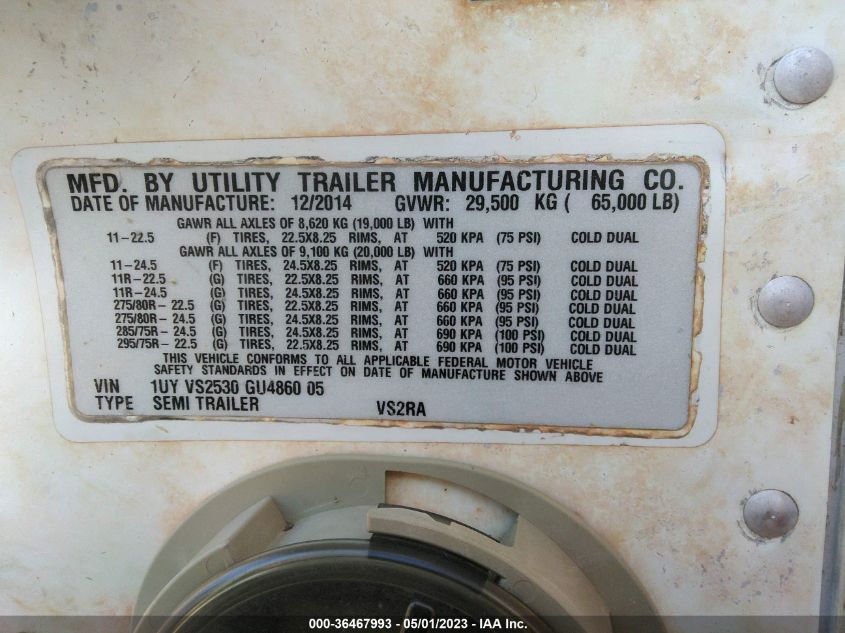 MFD. BY UTILITY TRAILER MANUFACTURING CO.
DATE OF MANUFACTURE: 12/2014 GVWR: 29,500 KG ( 65,000 LB)
GAWR ALL AXLES OF 8,620 KG (19,000 LB) WITH
11-22.5 (F) TIRES, 22.5X8.25 RIMS, AT 520 KPA (75 PSI) COLD DUAL
GAWR ALL AXLES OF 9,100 KG (20,000 LB) WITH
11-24.5 (F) TIRES, 24.5X8.25 RIMS, AT 520 KPA (75 PSI) COLD DUAL
11R-22.5 (G) TIRES, 22.5X8.25 RIMS, AT 660 KPA (95 PSI) COLD DUAL
11R-24.5 (G) TIRES, 24.5X8.25 RIMS, AT 660 KPA (95 PSI) COLD DUAL
275/80R- 22.5 (G) TIRES, 22.5X8.25 RIMS, AT 660 KPA (95 PSI) COLD DUAL
275/80R- 24.5 (G) TIRES, 24.5X8.25 RIMS, AT 660 KPA (95 PSI) COLD DUAL
285/75R- 24.5 (G) TIRES, 24.5X8.25 RIMS, AT 690 KPA (100 PSI) COLD DUAL
295/75R- 22.5 (G) TIRES, 22.5X8.25 RIMS, AT 690 KPA (100 PSI) COLD DUAL
THIS VEHICLE CONFORMS TO ALL APPLICABLE FEDERAL MOTOR VEHICLE
SAFETY STANDARDS IN EFFECT ON DATE OF MANUFACTURE SHOWN ABOVE
VIN 1UY VS2530 GU4860 05
TYPE SEMI TRAILER VS2RA
000-36467993 - 05/01/2023 - IAA Inc.